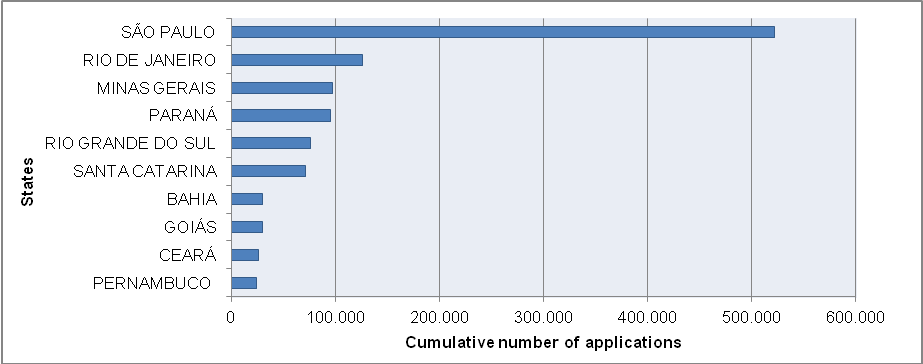 SÃO PAULO
RIO DE JANEIRO
MINAS GERAIS
PARANÁ
RIO GRANDE DO SUL
SANTA CATARINA
BAHIA
GOIÁS
CEARÁ
PERNAMBUCO
States
0 100.000 200.000 300.000 400.000 500.000 600.000
Cumulative number of applications